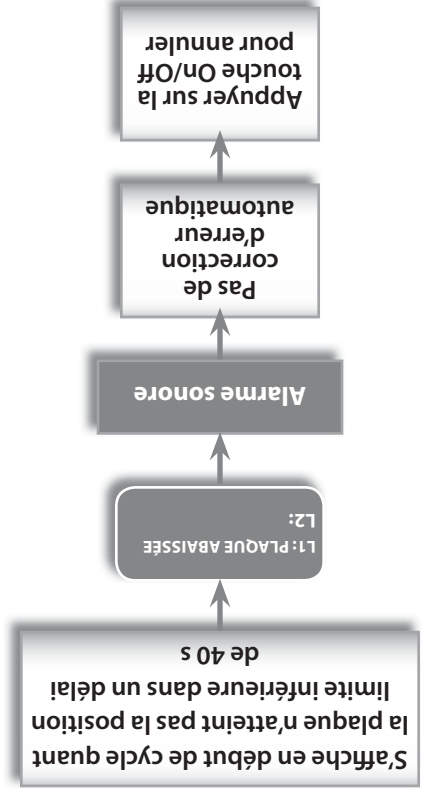 S'affiche en début de cycle quant
la plaque n'atteint pas la position
limite inférieure dans un délai
de 40 s
L1: PLAQUE ABAISSÉE
L2:
Alarme sonore
Pas de
correction
d'erreur
automatique
Appuyer sur la
touche On/Off
pour annuler